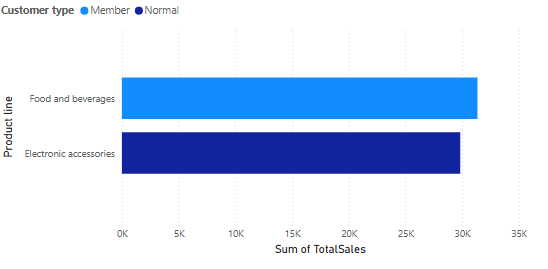 Customer type Member Normal
Product line
Food and beverages
Electronic accessories
0K 5K 10K 15K 20K 25K 30K 35K
Sum of TotalSales